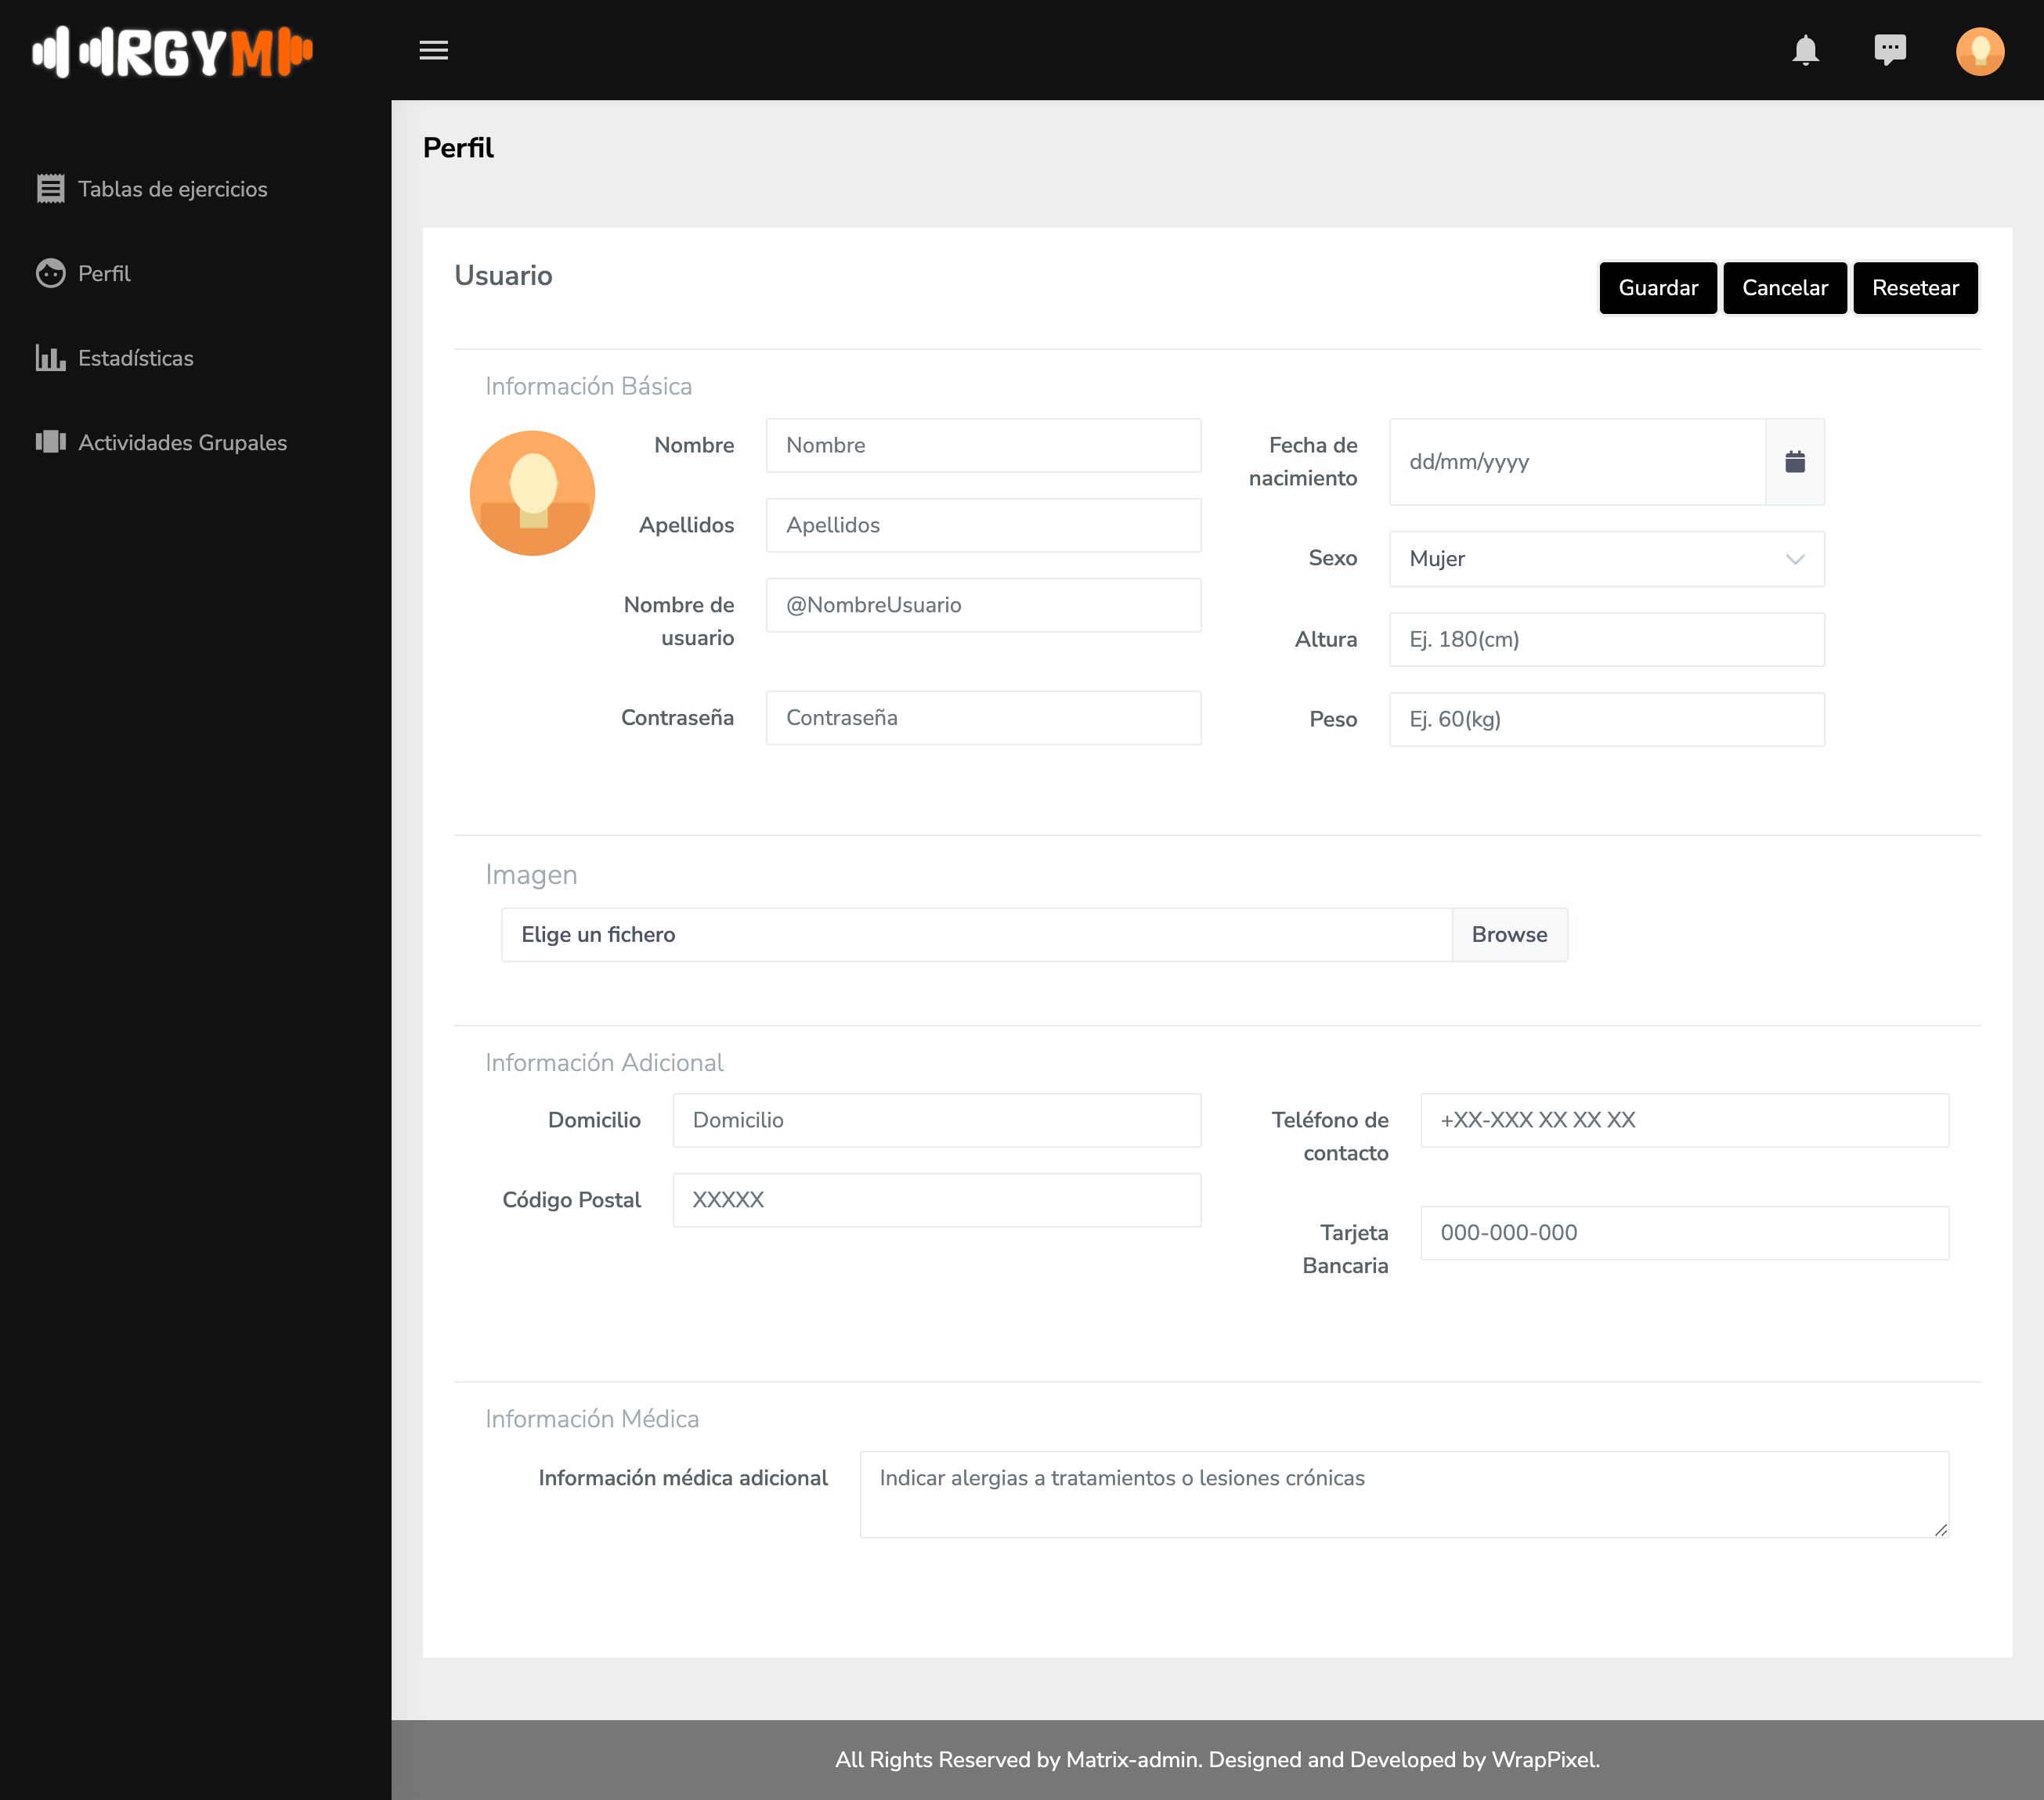 RGYM
Perfil
Tablas de ejercicios
Perfil
Estadísticas
Actividades Grupales
Usuario
Guardar
Cancelar
Resetear
Información Básica
Nombre
Nombre
Apellidos
Apellidos
Nombre de
usuario
@NombreUsuario
Contraseña
Contraseña
Fecha de
nacimiento
dd/mm/yyyy
Sexo
Mujer
Altura
Ej. 180(cm)
Peso
Ej. 60(kg)
Imagen
Elige un fichero
Browse
Información Adicional
Domicilio
Domicilio
Código Postal
XXXXX
Teléfono de
contacto
+XX-XXX XX XX XX
Tarjeta
Bancaria
000-000-000
Información Médica
Información médica adicional
Indicar alergias a tratamientos o lesiones crónicas
All Rights Reserved by Matrix-admin. Designed and Developed by WrapPixel.